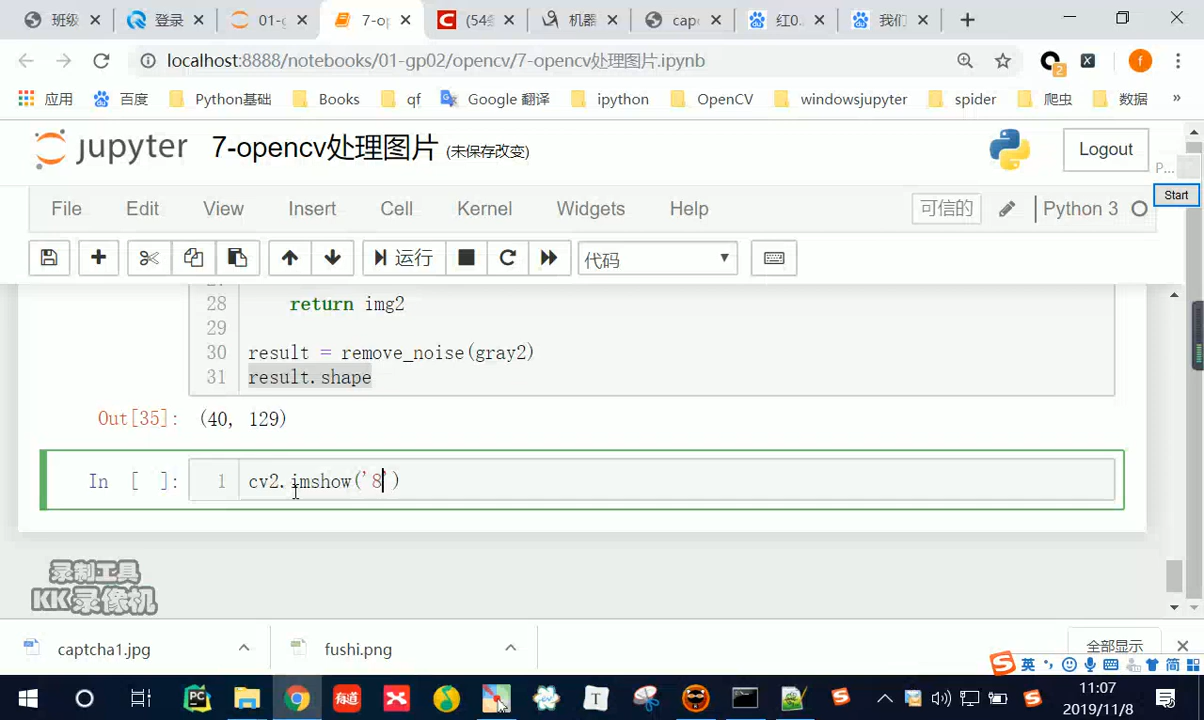 班级
登录
01-g
7-op
(54条
机器
capc
红0.
我们
localhost:8888/notebooks/01-gp02/opencv/7-opencv处理图片.ipynb
2
f
应用
百度
Python基础
Books
qf
Google 翻译
ipython
OpenCV
windowsjupyter
spider
爬虫
数据
»
jupyter
7-opencv处理图片 (未保存改变)
Logout
P...
Start
File
Edit
View
Insert
Cell
Kernel
Widgets
Help
可信的
Python 3
运行
代码
28 return img2
29
30 result = remove_noise(gray2)
31 result.shape
Out[35]: (40, 129)
In [ ]: 1 cv2.imshow('8')
录制工具
KK录像机
captcha1.jpg
fushi.png
全部显示
英
简
11:07
2019/11/8